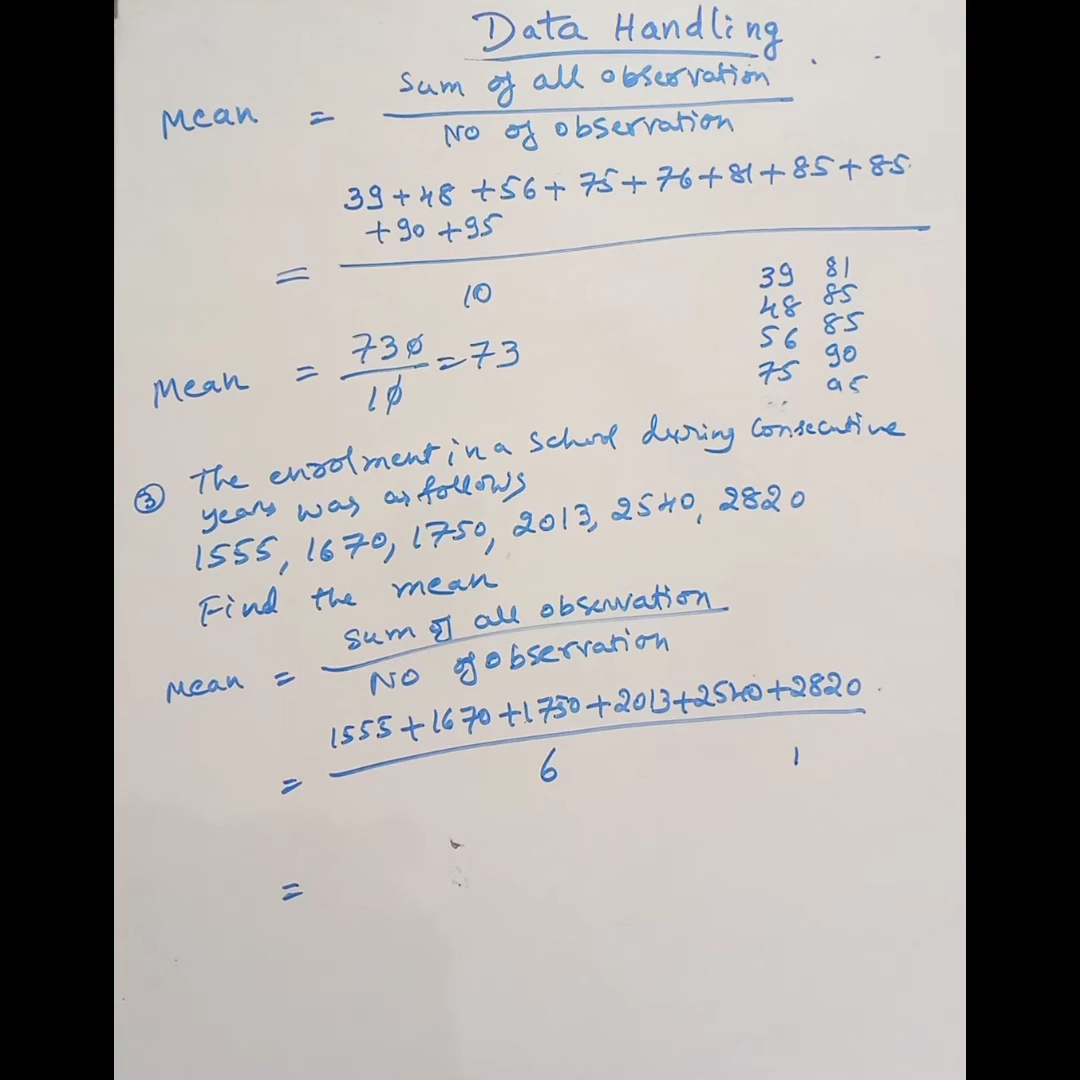 Data Handling
Mean = Sum of all observation
No of observation
39 + 48 + 56 + 75 + 76 + 81 + 85 + 85
+ 90 + 95
=
10
39 81
48 85
56 85
75 90
95
Mean = 730 = 73
10
③ The enrolment in a school during consecutive
years was as follows
1555, 1670, 1750, 2013, 2540, 2820
Find the mean
Mean = Sum of all observation
No of observation
= 1555 + 1670 + 1750 + 2013 + 2540 + 2820
6 1
=